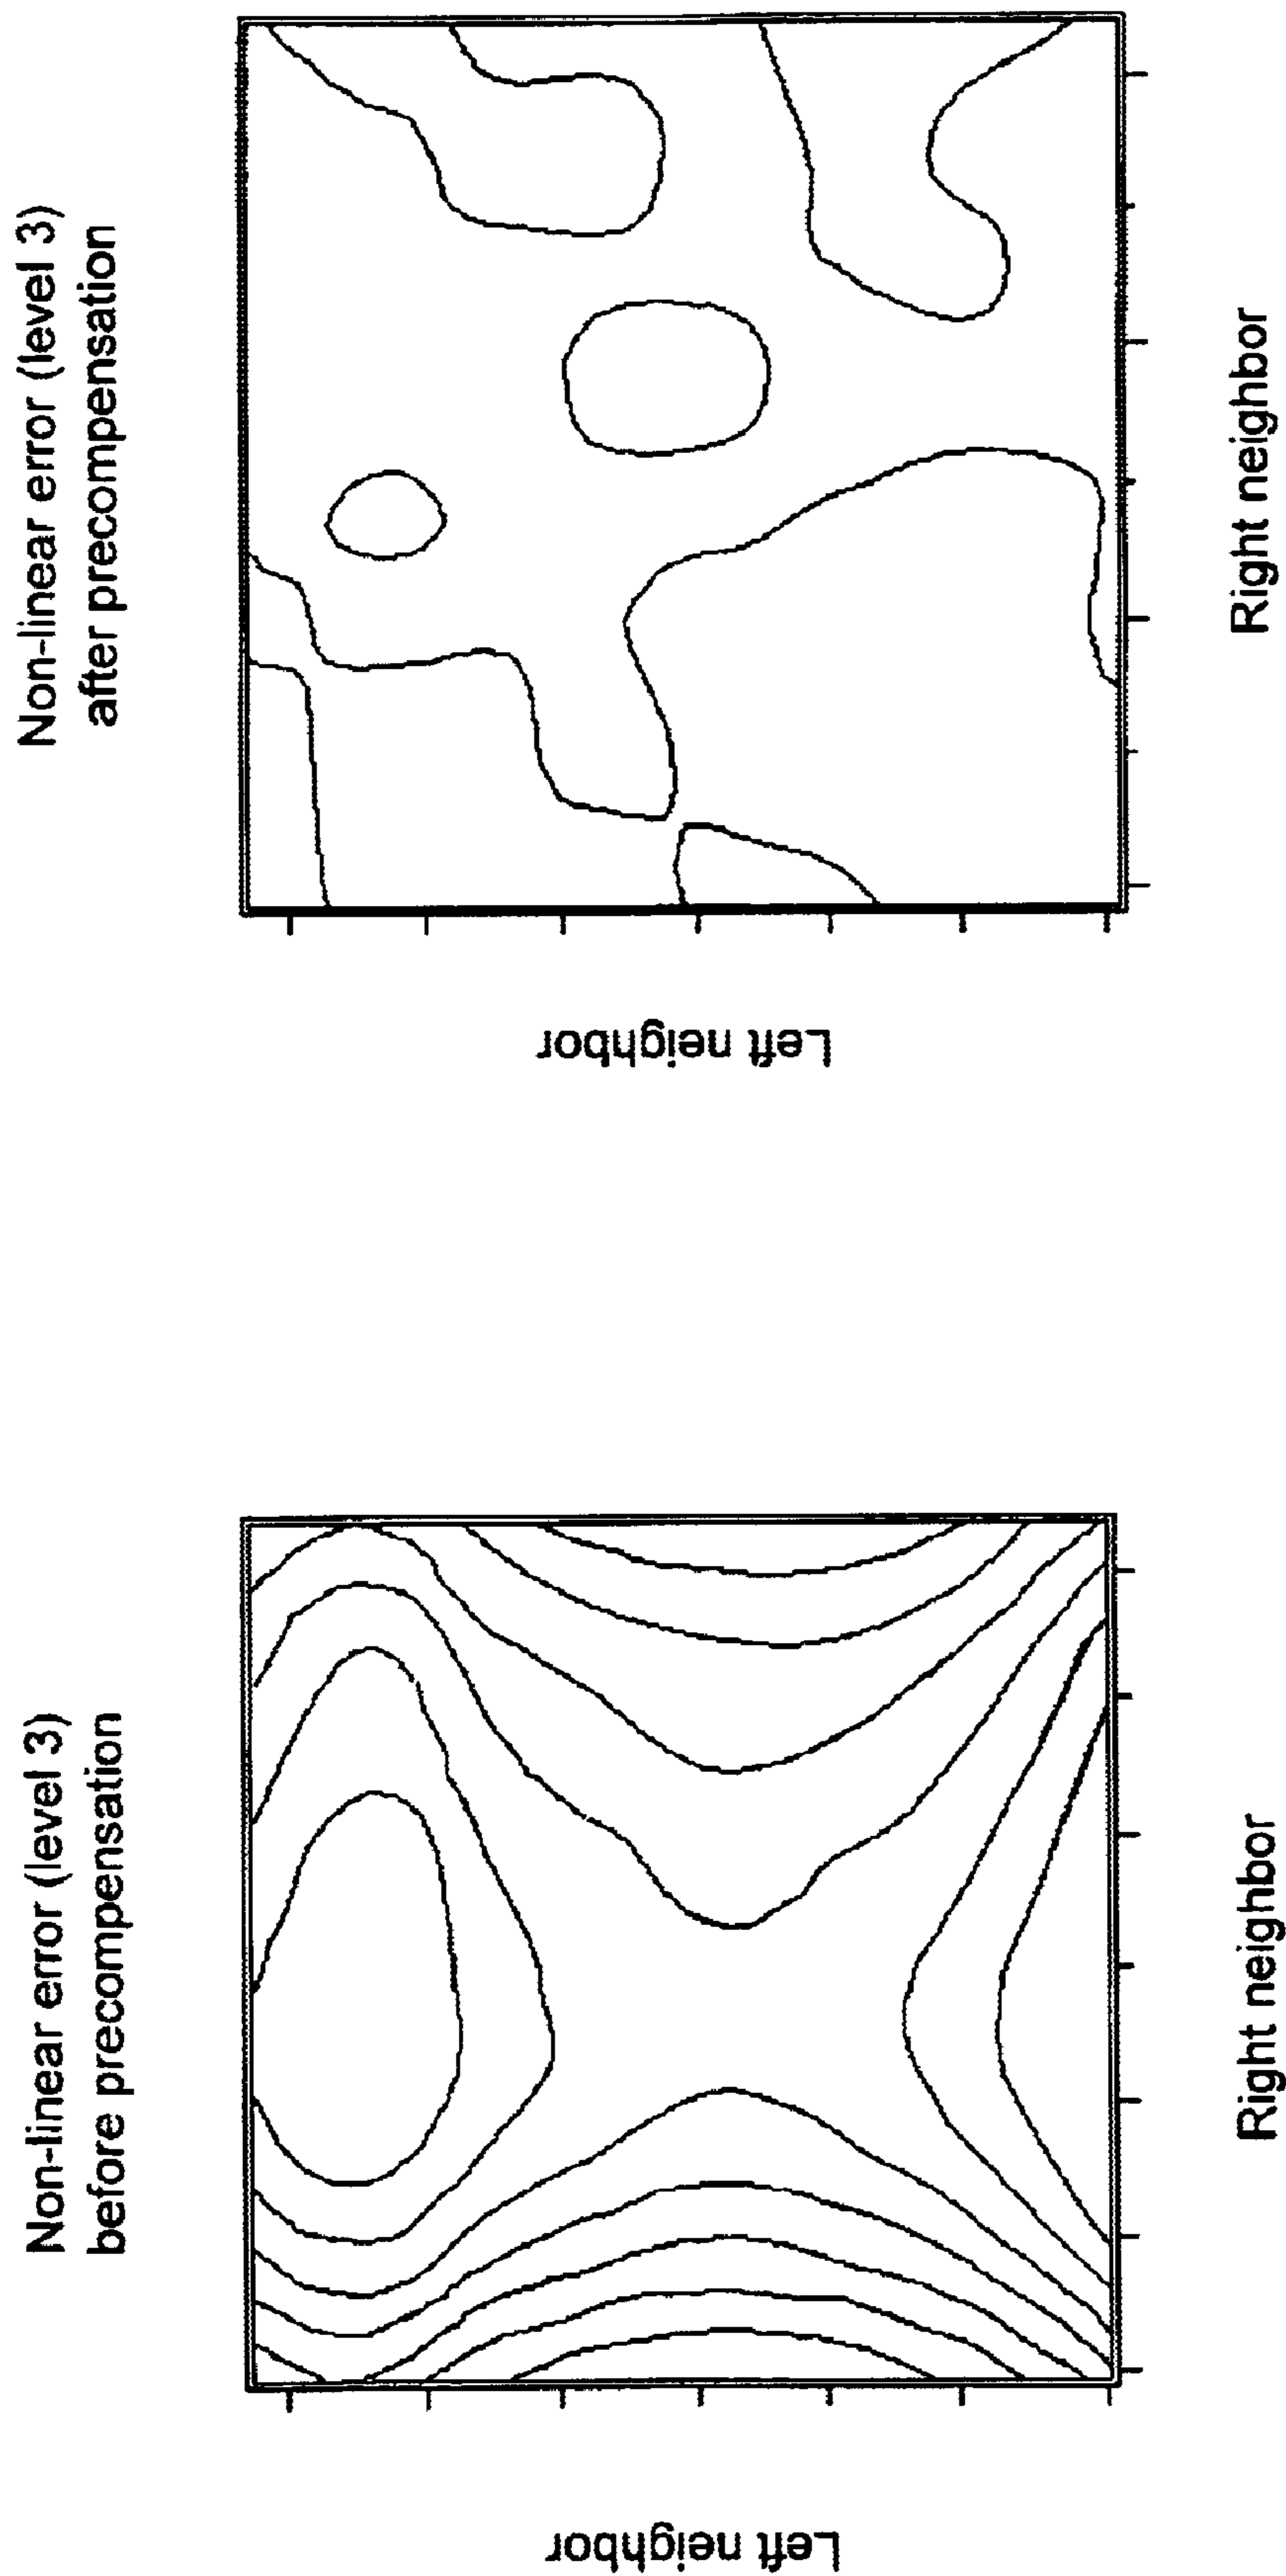 Non-linear error (level 3)
before precompensation
Left neighbor
Right neighbor
Non-linear error (level 3)
after precompensation
Left neighbor
Right neighbor